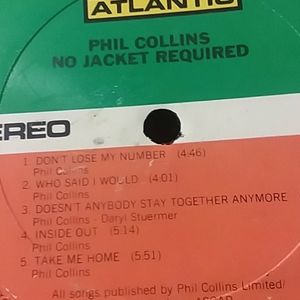 ATLANTIC
PHIL COLLINS
NO JACKET REQUIRED
EREO
1. DON'T LOSE MY NUMBER (4:46)
Phil Collins
2. WHO SAID I WOULD (4:01)
Phil Collins
3. DOESN'T ANYBODY STAY TOGETHER ANYMORE
Phil Collins - Daryl Stuermer
4. INSIDE OUT (5:14)
Phil Collins
5. TAKE ME HOME (5:51)
Phil Collins
All songs published by Phil Collins Limited/